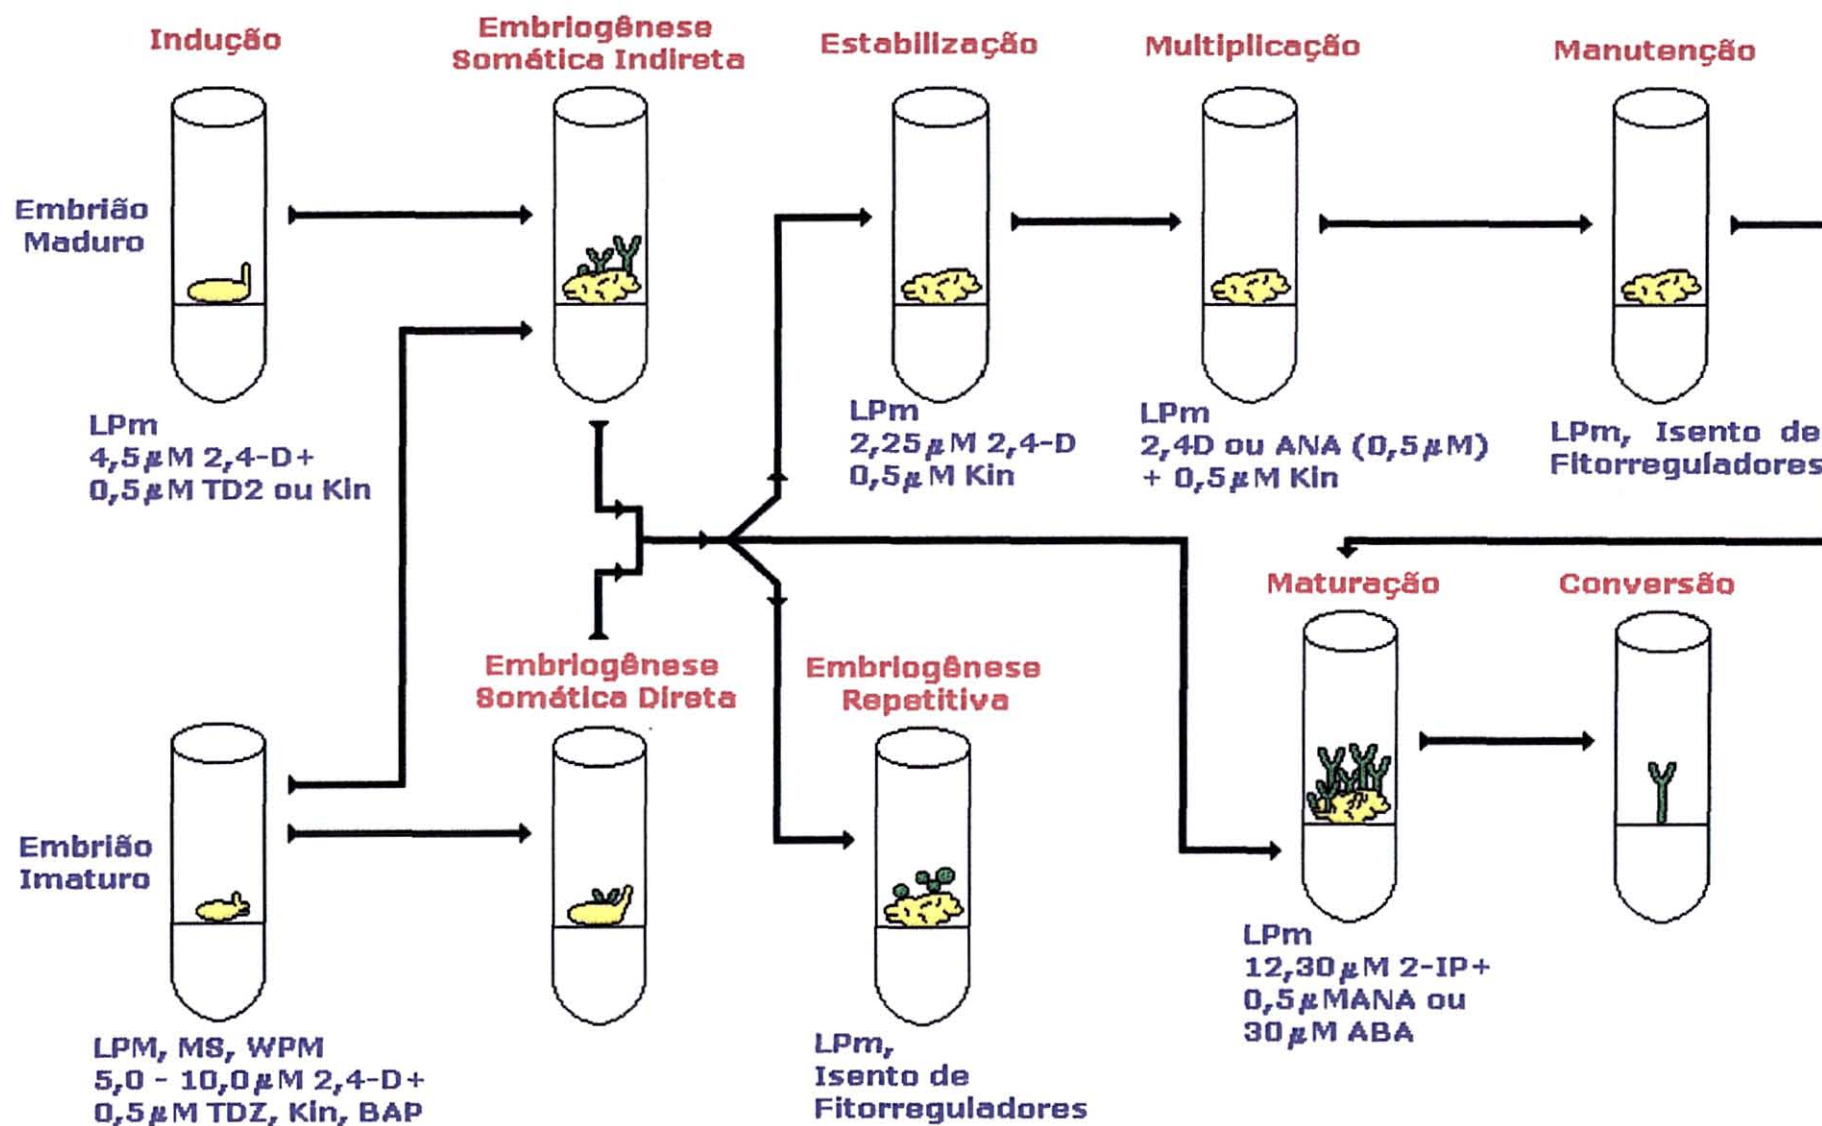 Indução
Embriogênese
Somática Indireta
Estabilização
Multiplicação
Manutenção
Embrião
Maduro
LPm
4,5µM 2,4-D+
0,5µM TD2 ou Kin
LPm
2,25µM 2,4-D
0,5µM Kin
LPm
2,4D ou ANA (0,5µM)
+ 0,5µM Kin
LPm, Isento de
Fitorreguladores
Maturação
Conversão
Embriogênese
Somática Direta
Embriogênese
Repetitiva
Embrião
Imaturo
LPM, MS, WPM
5,0 - 10,0µM 2,4-D+
0,5µM TDZ, Kin, BAP
LPm,
Isento de
Fitorreguladores
LPm
12,30µM 2-IP+
0,5µMANA ou
30µM ABA